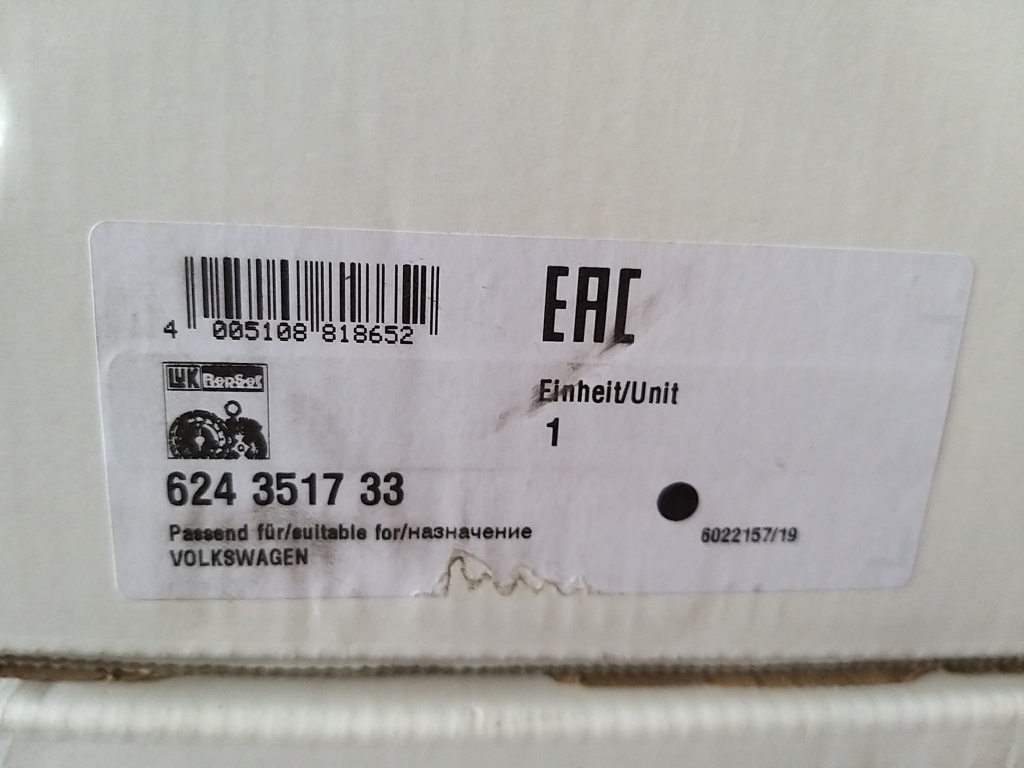 4 005108 818652
EAC
LuK RepSet
Einheit/Unit
1
624 3517 33
Passend für/suitable for/назначение
VOLKSWAGEN
6022157/19